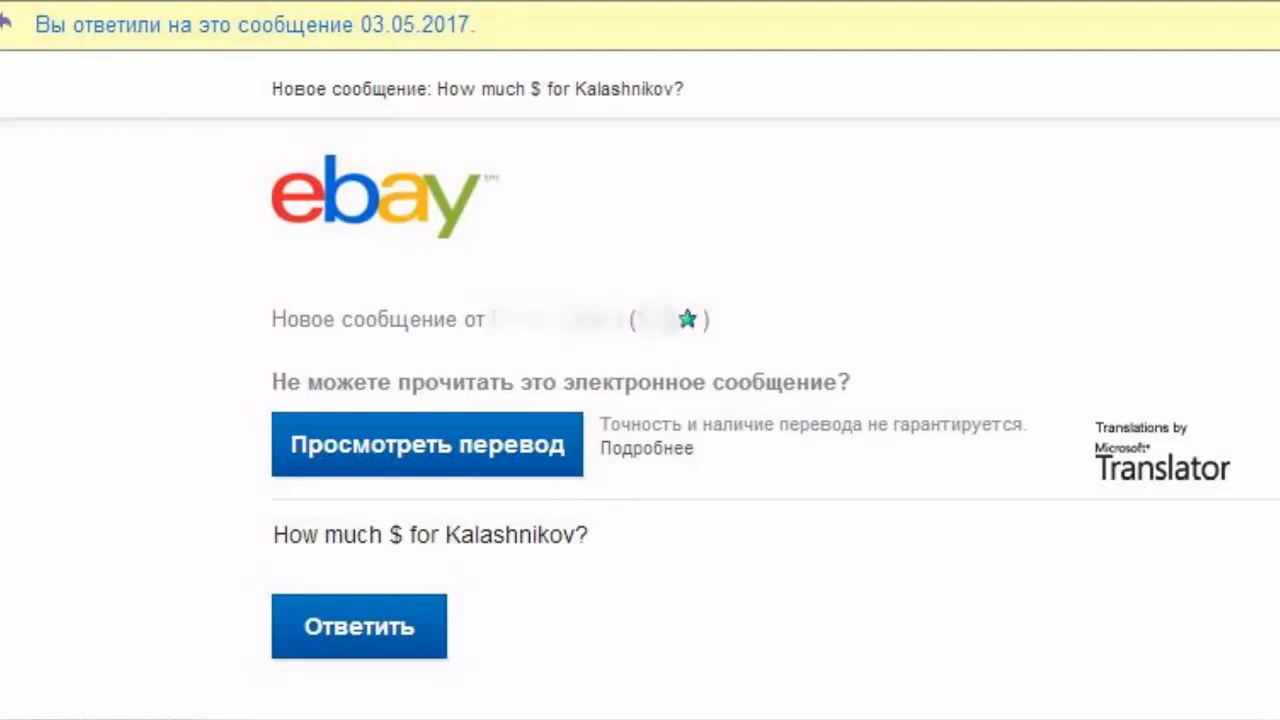 Вы ответили на это сообщение 03.05.2017.
Новое сообщение: How much $ for Kalashnikov?
ebay™
Новое сообщение от ( )
Не можете прочитать это электронное сообщение?
Просмотреть перевод
Точность и наличие перевода не гарантируется.
Подробнее
Translations by
Microsoft®
Translator
How much $ for Kalashnikov?
Ответить